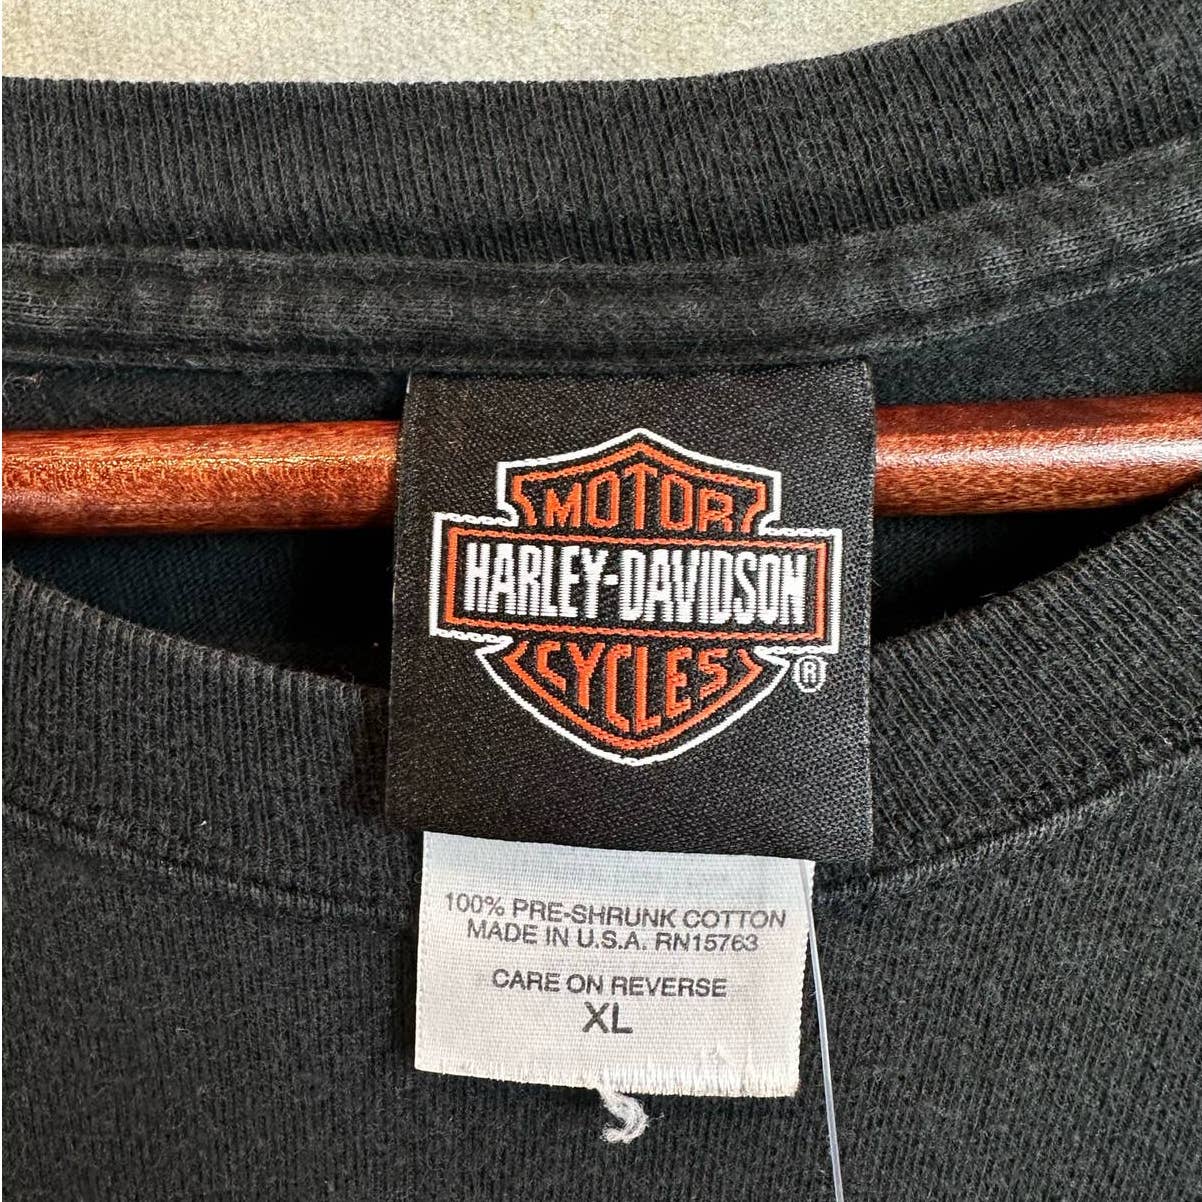 MOTOR
HARLEY-DAVIDSON
CYCLES
®
100% PRE-SHRUNK COTTON
MADE IN U.S.A. RN15763
CARE ON REVERSE
XL